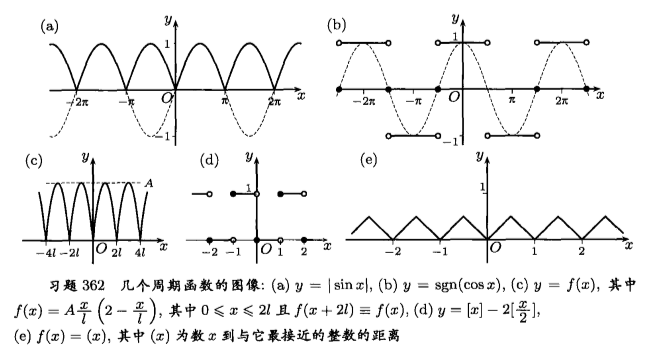 (a)
y
1
−2π −π O π 2π x
−1
(b)
y
1
−2π −π O π 2π x
−1
(c)
y
A
−4l −2l O 2l 4l x
(d)
y
1
−2 −1 O 1 2 x
(e)
y
1
−2 −1 O 1 2 x
习题 362 几个周期函数的图像: (a) y = |sin x|, (b) y = sgn(cos x), (c) y = f(x), 其中
f(x) = A x/l (2 − x/l), 其中 0 ⩽ x ⩽ 2l 且 f(x + 2l) ≡ f(x), (d) y = [x] − 2[x/2],
(e) f(x) = (x), 其中 (x) 为数 x 到与它最接近的整数的距离